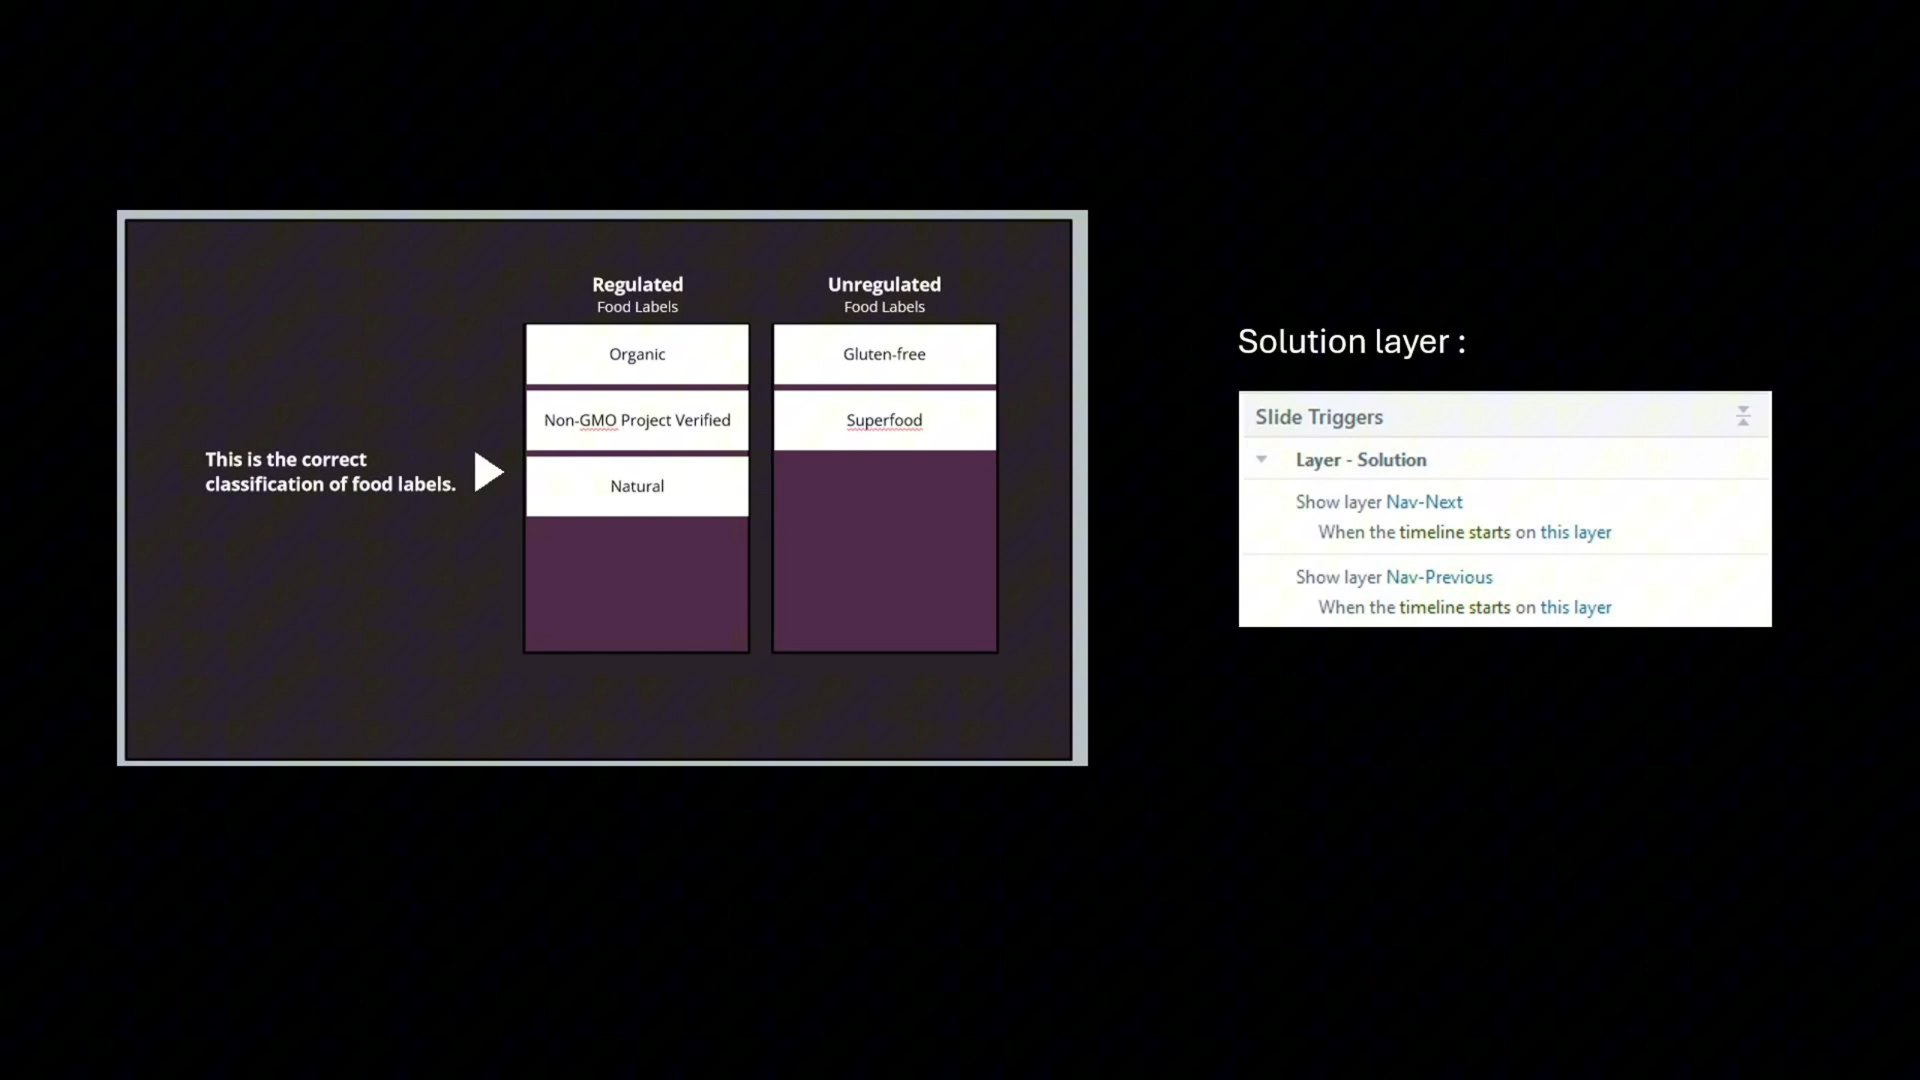 This is the correct
classification of food labels.
Regulated
Food Labels
Organic
Non-GMO Project Verified
Natural
Unregulated
Food Labels
Gluten-free
Superfood
Solution layer :
Slide Triggers
Layer - Solution
Show layer Nav-Next
When the timeline starts on this layer
Show layer Nav-Previous
When the timeline starts on this layer